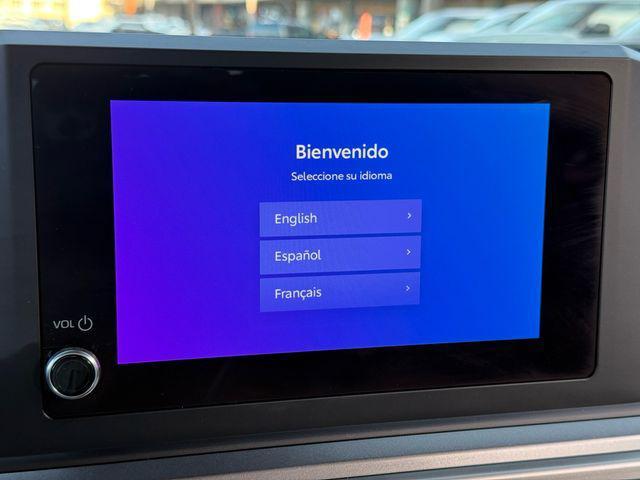 Bienvenido
Seleccione su idioma
English
Español
Français
VOL